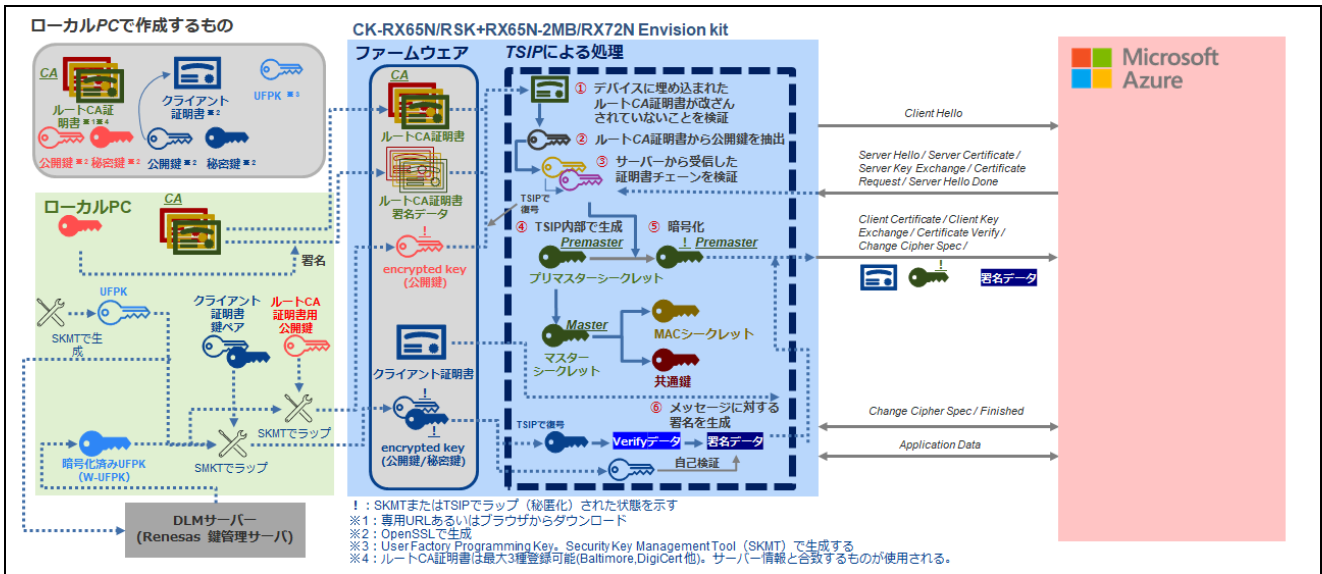 ローカルPCで作成するもの
CA
ルートCA証
明書※1※4
公開鍵※2 秘密鍵※2
クライアント
証明書※2
公開鍵※2 秘密鍵※2
UFPK ※3
ローカルPC
CA
署名
UFPK
SKMTで生
成
クライアント
証明書
鍵ペア
ルートCA
証明書用
公開鍵
SKMTでラップ
SMKTでラップ
暗号化済みUFPK
(W-UFPK)
DLMサーバー
(Renesas 鍵管理サーバ)
CK-RX65N/RSK+RX65N-2MB/RX72N Envision kit
ファームウェア
CA
ルートCA証明書
ルートCA証明書
署名データ
!
encrypted key
(公開鍵)
クライアント証明書
!
!
encrypted key
(公開鍵/秘密鍵)
TSIPによる処理
① デバイスに埋め込まれた
ルートCA証明書が改ざん
されていないことを検証
② ルートCA証明書から公開鍵を抽出
③ サーバーから受信した
証明書チェーンを検証
TSIPで
復号
④ TSIP内部で生成
⑤ 暗号化
Premaster
! Premaster
プリマスターシークレット
Master
マスター
シークレット
MACシークレット
共通鍵
⑥ メッセージに対する
署名を生成
TSIPで復号
Verifyデータ
署名データ
自己検証
Client Hello
Server Hello / Server Certificate /
Server Key Exchange / Certificate
Request / Server Hello Done
Client Certificate / Client Key
Exchange / Certificate Verify /
Change Cipher Spec /
!
署名データ
Change Cipher Spec / Finished
Application Data
Microsoft
Azure
! : SKMTまたはTSIPでラップ（秘匿化）された状態を示す
※1：専用URLあるいはブラウザからダウンロード
※2：OpenSSLで生成
※3：User Factory Programming Key。Security Key Management Tool（SKMT）で生成する
※4：ルートCA証明書は最大3種登録可能(Baltimore,DigiCert他)。サーバー情報と合致するものが使用される。